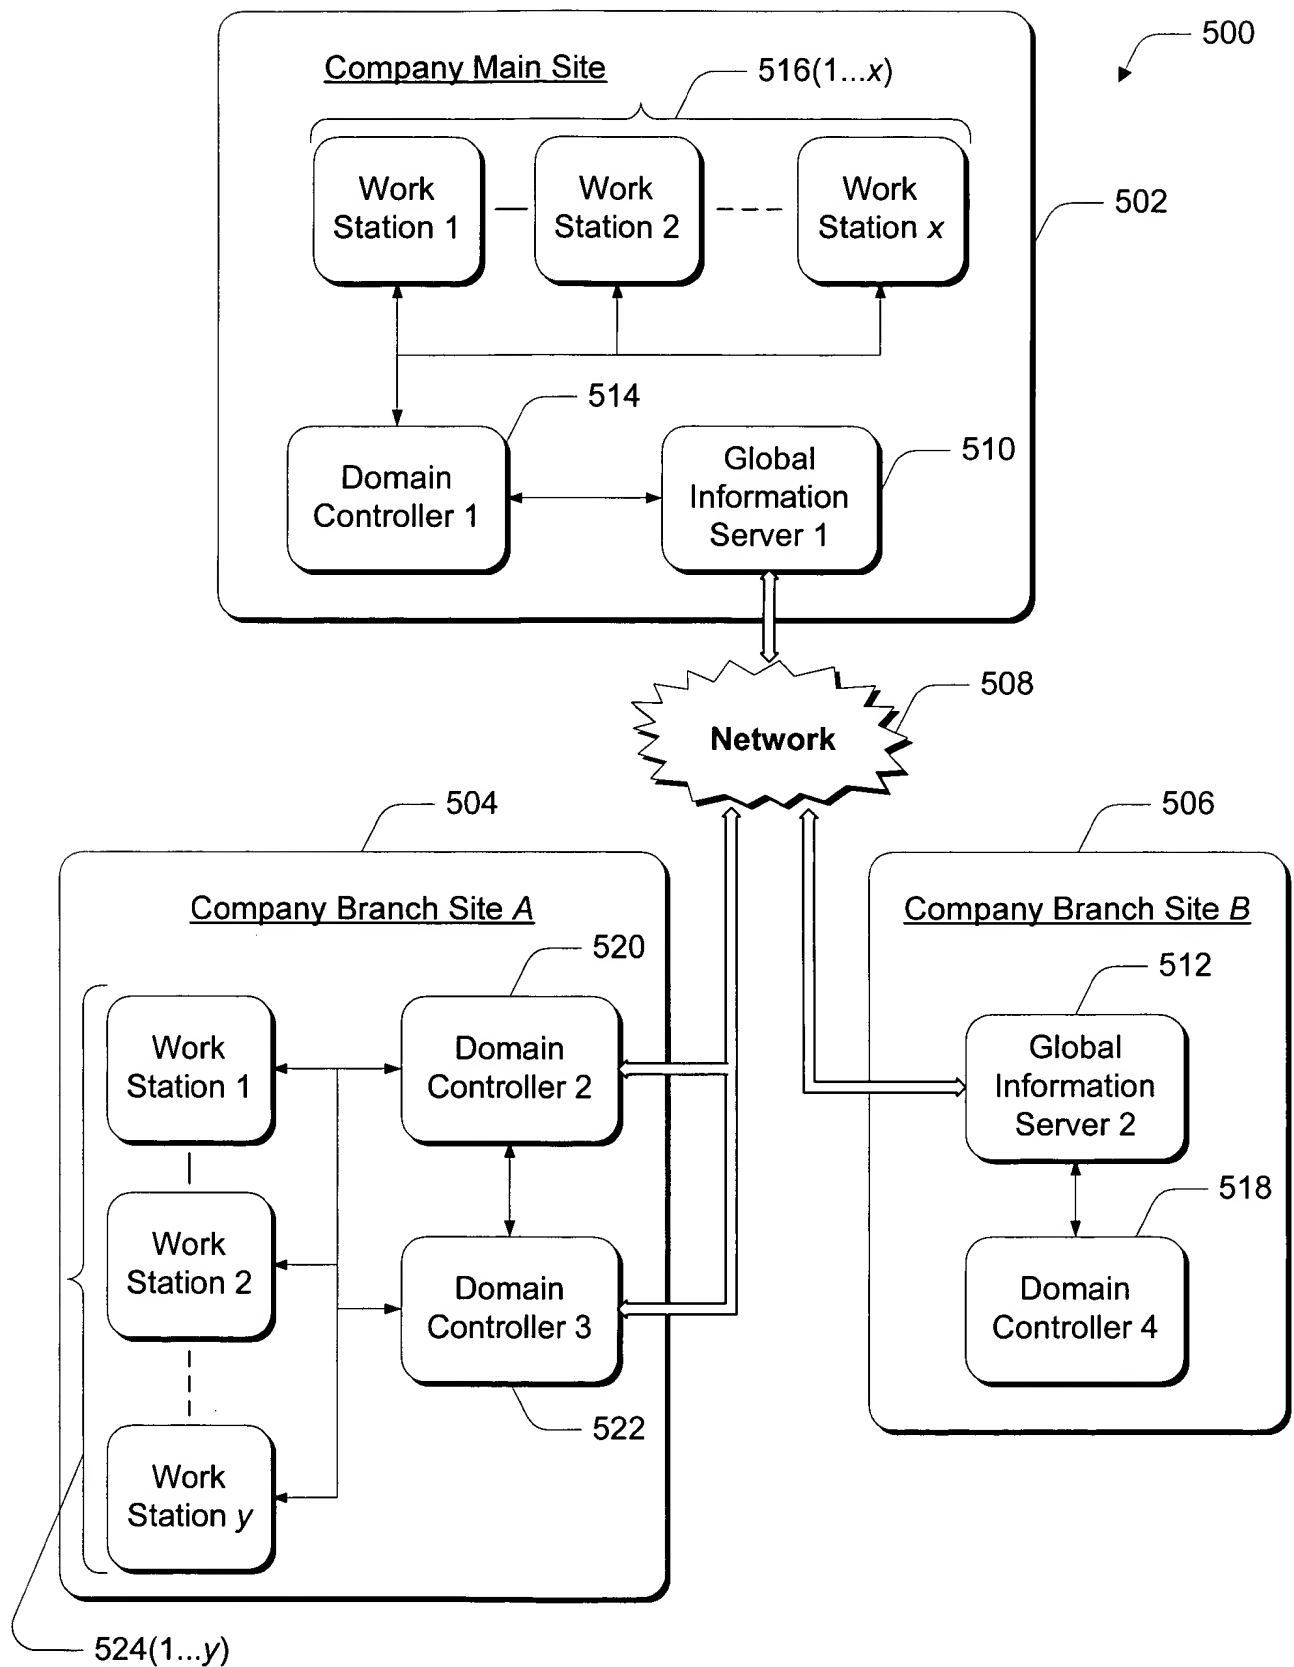 500
Company Main Site
516(1...x)
Work
Station 1
Work
Station 2
Work
Station x
502
514
Domain
Controller 1
510
Global
Information
Server 1
508
Network
504
Company Branch Site A
520
Work
Station 1
Domain
Controller 2
Work
Station 2
Domain
Controller 3
522
Work
Station y
524(1...y)
506
Company Branch Site B
512
Global
Information
Server 2
518
Domain
Controller 4